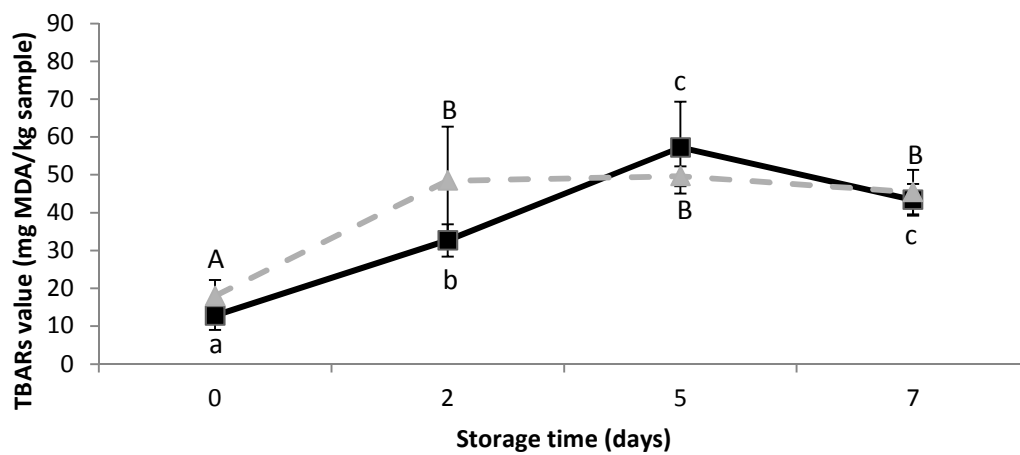 90
80
70
60
50
40
30
20
10
0
TBARs value (mg MDA/kg sample)
A
a
B
b
c
B
B
c
0 2 5 7
Storage time (days)